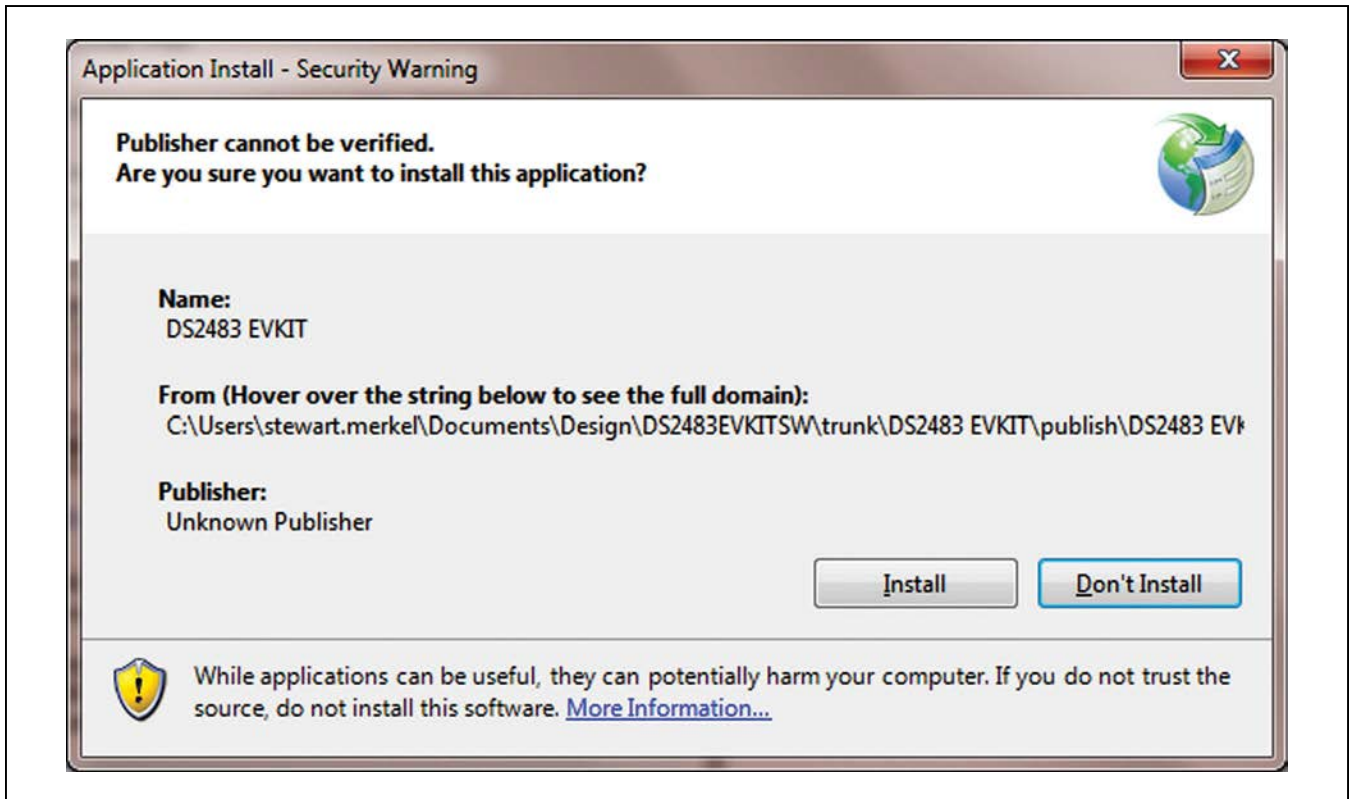 Application Install - Security Warning
Publisher cannot be verified.
Are you sure you want to install this application?
Name:
DS2483 EVKIT
From (Hover over the string below to see the full domain):
C:\Users\stewart.merkel\Documents\Design\DS2483EVKITSW\trunk\DS2483 EVKIT\publish\DS2483 EVK
Publisher:
Unknown Publisher
Install
Don't Install
While applications can be useful, they can potentially harm your computer. If you do not trust the
source, do not install this software. More Information...